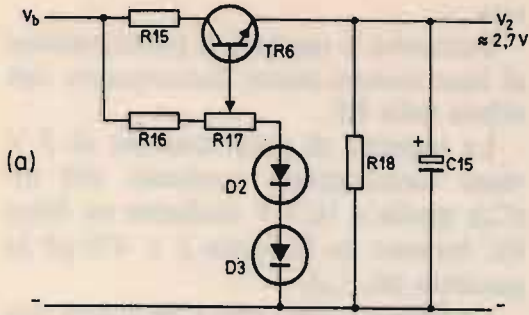 Vb
R15
TR6
V2
≈ 2,7 V
R16
R17
(a)
D2
R18
+
C15
D3
-
-